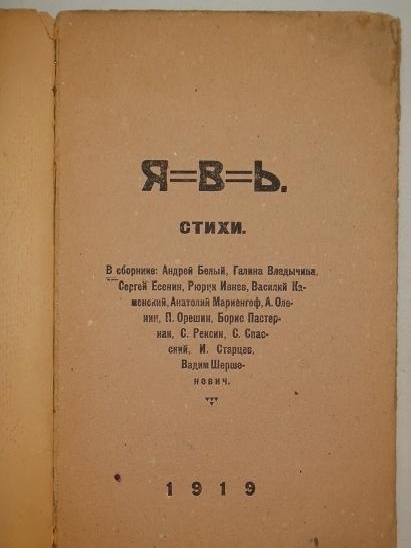 Я=В=Ь.
СТИХИ.
В сборнике: Андрей Белый, Галина Владычина,
Сергей Есенин, Рюрик Ивнев, Василий Ка-
менский, Анатолий Мариенгоф, А. Оле-
нин, П. Орешин, Борис Пастер-
нак, С. Рексин, С. Спас-
ский, И. Старцев,
Вадим Шерше-
невич.
1919